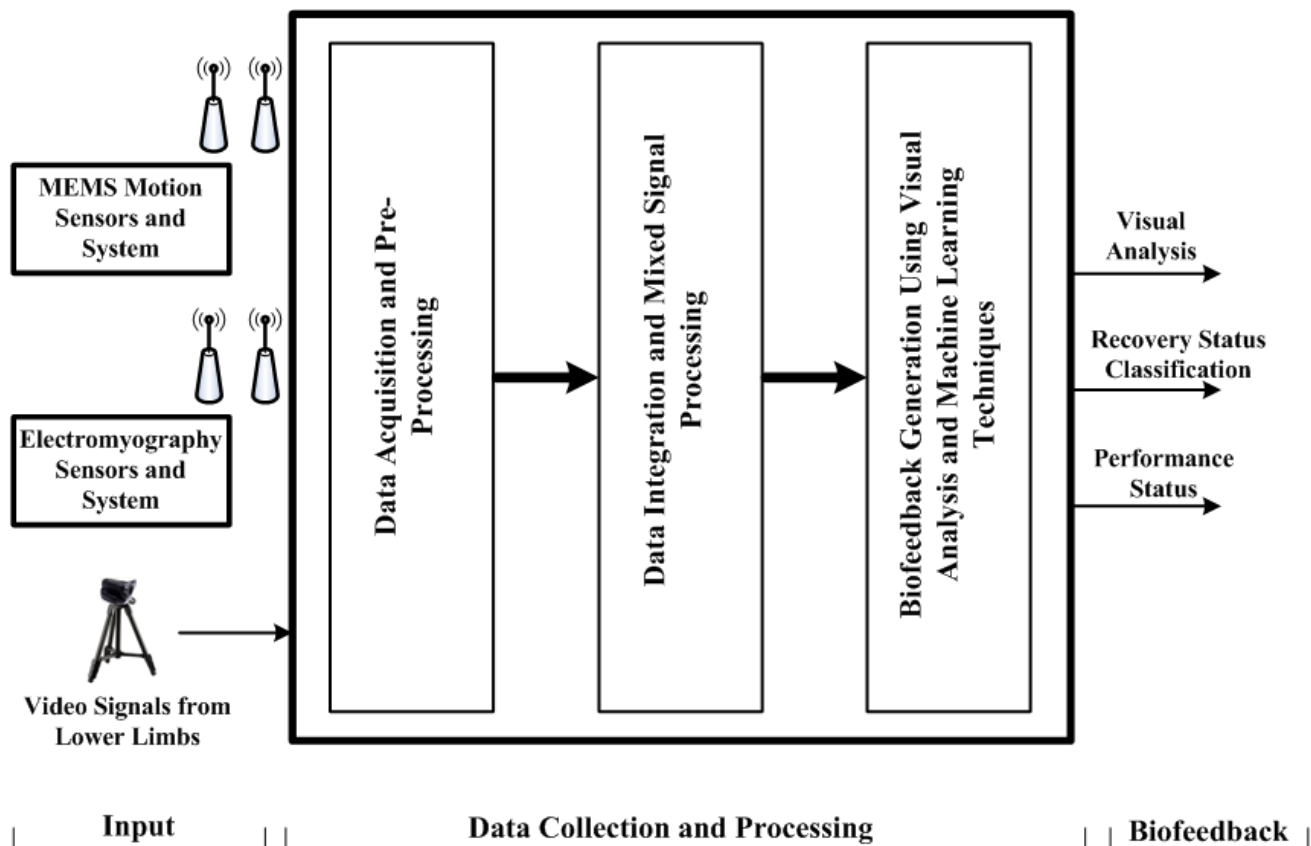 MEMS Motion
Sensors and
System
Electromyography
Sensors and
System
Video Signals from
Lower Limbs
Data Acquisition and Pre-
Processing
Data Integration and Mixed Signal
Processing
Biofeedback Generation Using Visual
Analysis and Machine Learning
Techniques
Visual
Analysis
Recovery Status
Classification
Performance
Status
Input
Data Collection and Processing
Biofeedback